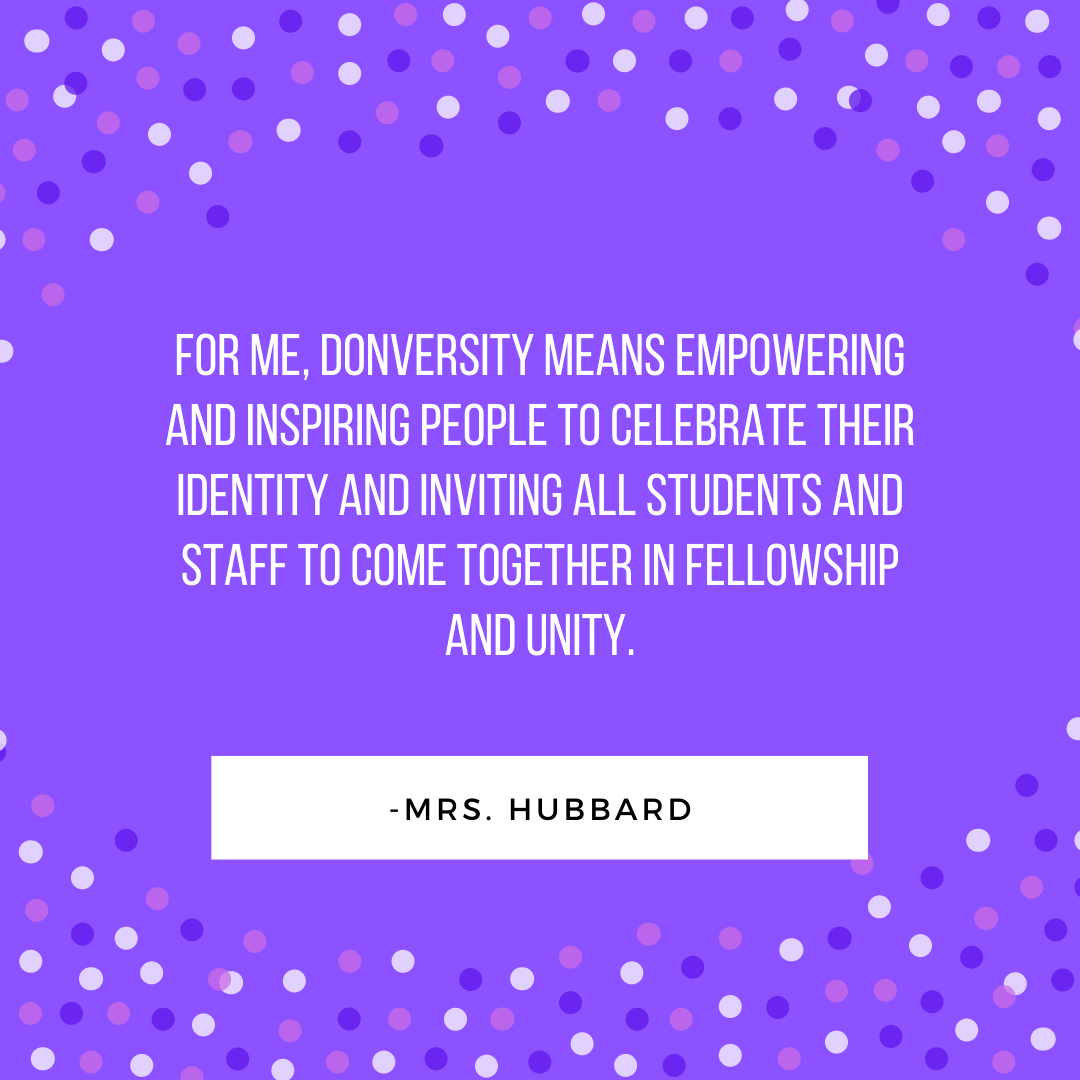 FOR ME, DONVERSITY MEANS EMPOWERING
AND INSPIRING PEOPLE TO CELEBRATE THEIR
IDENTITY AND INVITING ALL STUDENTS AND
STAFF TO COME TOGETHER IN FELLOWSHIP
AND UNITY.
-MRS. HUBBARD